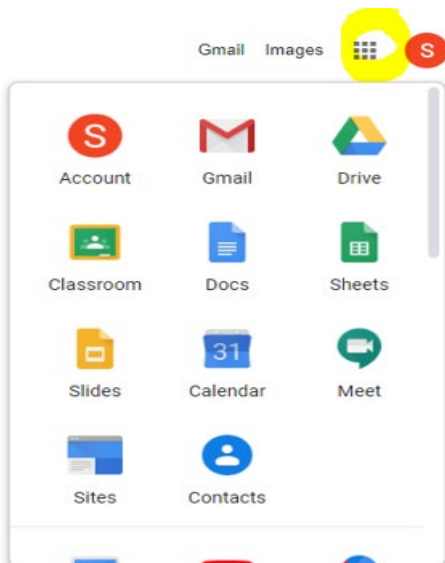 Gmail Images S
S
Account Gmail Drive
Classroom Docs Sheets
31
Slides Calendar Meet
Sites Contacts